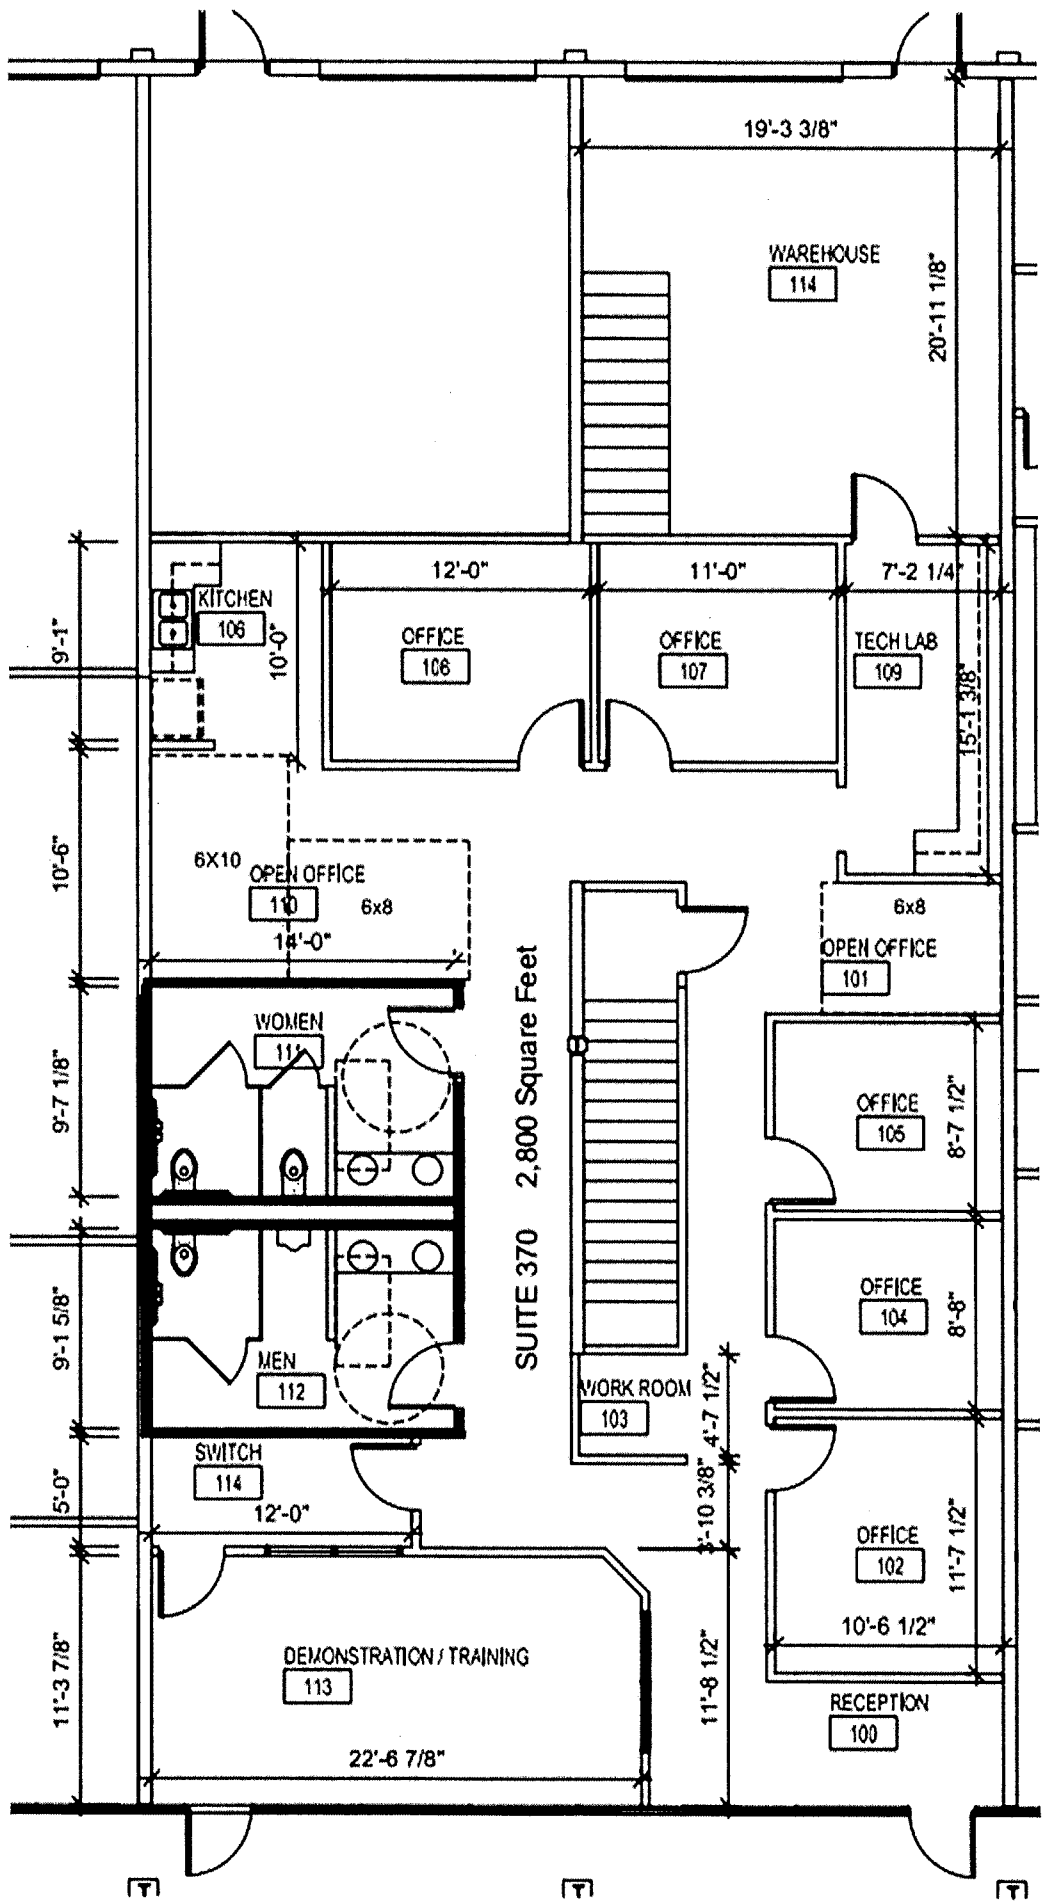 19'-3 3/8"
WAREHOUSE
114
20'-11 1/8"
12'-0"
11'-0"
7'-2 1/4"
KITCHEN
106
9'-1"
10'-0"
OFFICE
106
OFFICE
107
TECH LAB
109
15'-1 3/8"
6X10
OPEN OFFICE
110
6x8
14'-0"
10'-6"
6x8
OPEN OFFICE
101
WOMEN
111
9'-7 1/8"
SUITE 370 2,800 Square Feet
OFFICE
105
8'-7 1/2"
OFFICE
104
8'-8"
9'-1 5/8"
MEN
112
WORK ROOM
103
4'-7 1/2"
SWITCH
114
12'-0"
5'-0"
3'-10 3/8"
OFFICE
102
11'-7 1/2"
10'-6 1/2"
DEMONSTRATION / TRAINING
113
11'-3 7/8"
11'-8 1/2"
RECEPTION
100
22'-6 7/8"
T
T
T